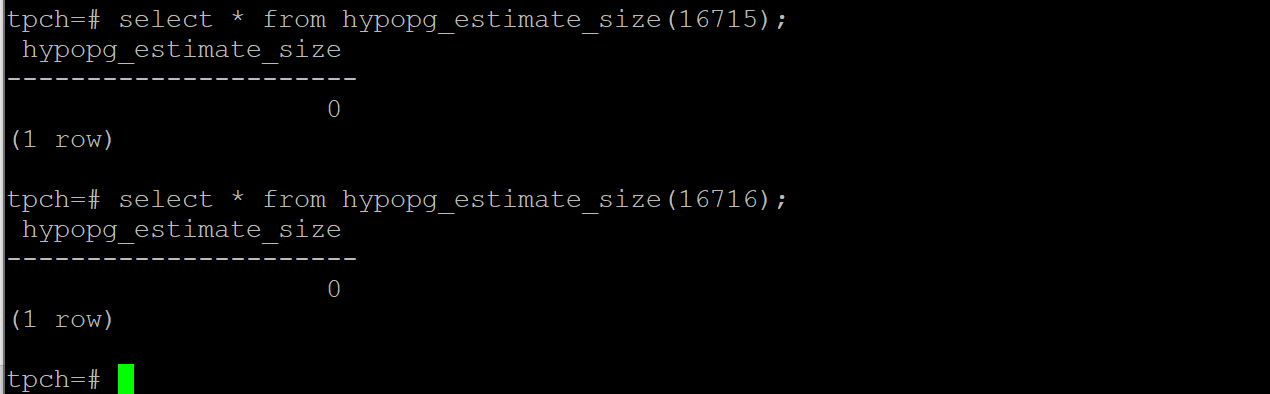 tpch=# select * from hypopg_estimate_size(16715);
 hypopg_estimate_size
----------------------
                    0
(1 row)

tpch=# select * from hypopg_estimate_size(16716);
 hypopg_estimate_size
----------------------
                    0
(1 row)

tpch=#